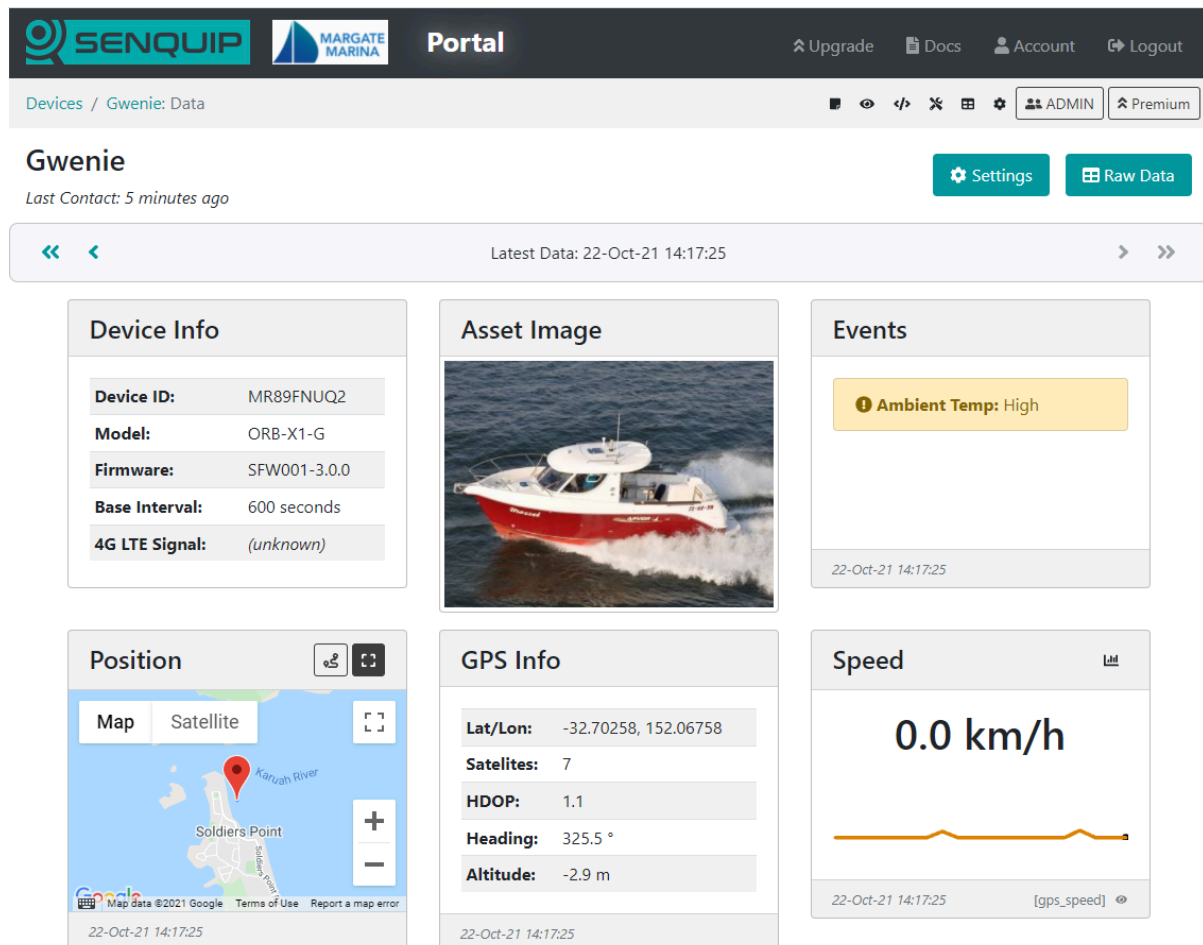 SENQUIP MARGATE MARINA Portal Upgrade Docs Account Logout
Devices / Gwenie: Data ADMIN Premium
Gwenie
Settings Raw Data
Last Contact: 5 minutes ago
Latest Data: 22-Oct-21 14:17:25
Device Info
Device ID: MR89FNUQ2
Model: ORB-X1-G
Firmware: SFW001-3.0.0
Base Interval: 600 seconds
4G LTE Signal: (unknown)
Asset Image
Events
Ambient Temp: High
22-Oct-21 14:17:25
Position
Map Satellite
Karuah River
Soldiers Point
Soldiers Point
Google
Map data ©2021 Google Terms of Use Report a map error
22-Oct-21 14:17:25
GPS Info
Lat/Lon: -32.70258, 152.06758
Satelites: 7
HDOP: 1.1
Heading: 325.5 °
Altitude: -2.9 m
22-Oct-21 14:17:25
Speed
0.0 km/h
22-Oct-21 14:17:25 [gps_speed]